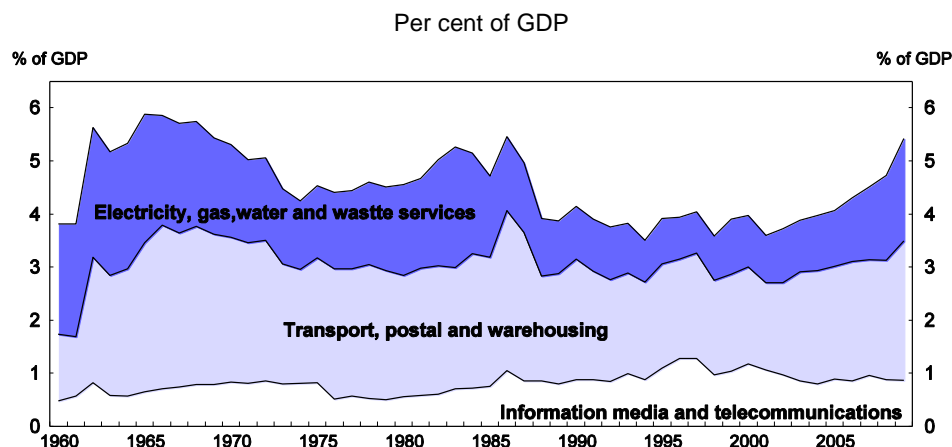 Per cent of GDP
% of GDP % of GDP
6 6
5 5
4 4
Electricity, gas,water and wastte services
3 3
2 2
Transport, postal and warehousing
1 1
Information media and telecommunications
0 0
1960 1965 1970 1975 1980 1985 1990 1995 2000 2005